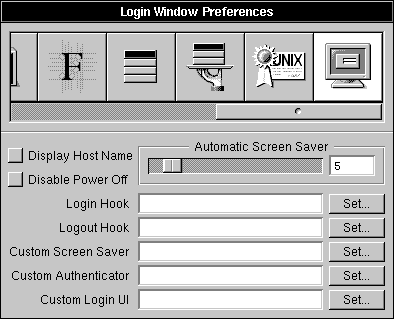 Login Window Preferences
F
UNIX
Display Host Name
Disable Power Off
Automatic Screen Saver
5
Login Hook
Set...
Logout Hook
Set...
Custom Screen Saver
Set...
Custom Authenticator
Set...
Custom Login UI
Set...